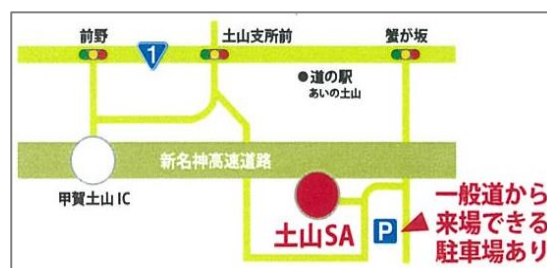 前野
1
土山支所前
蟹が坂
●道の駅
あいの土山
新名神高速道路
甲賀土山IC
土山SA
P
一般道から
来場できる
駐車場あり